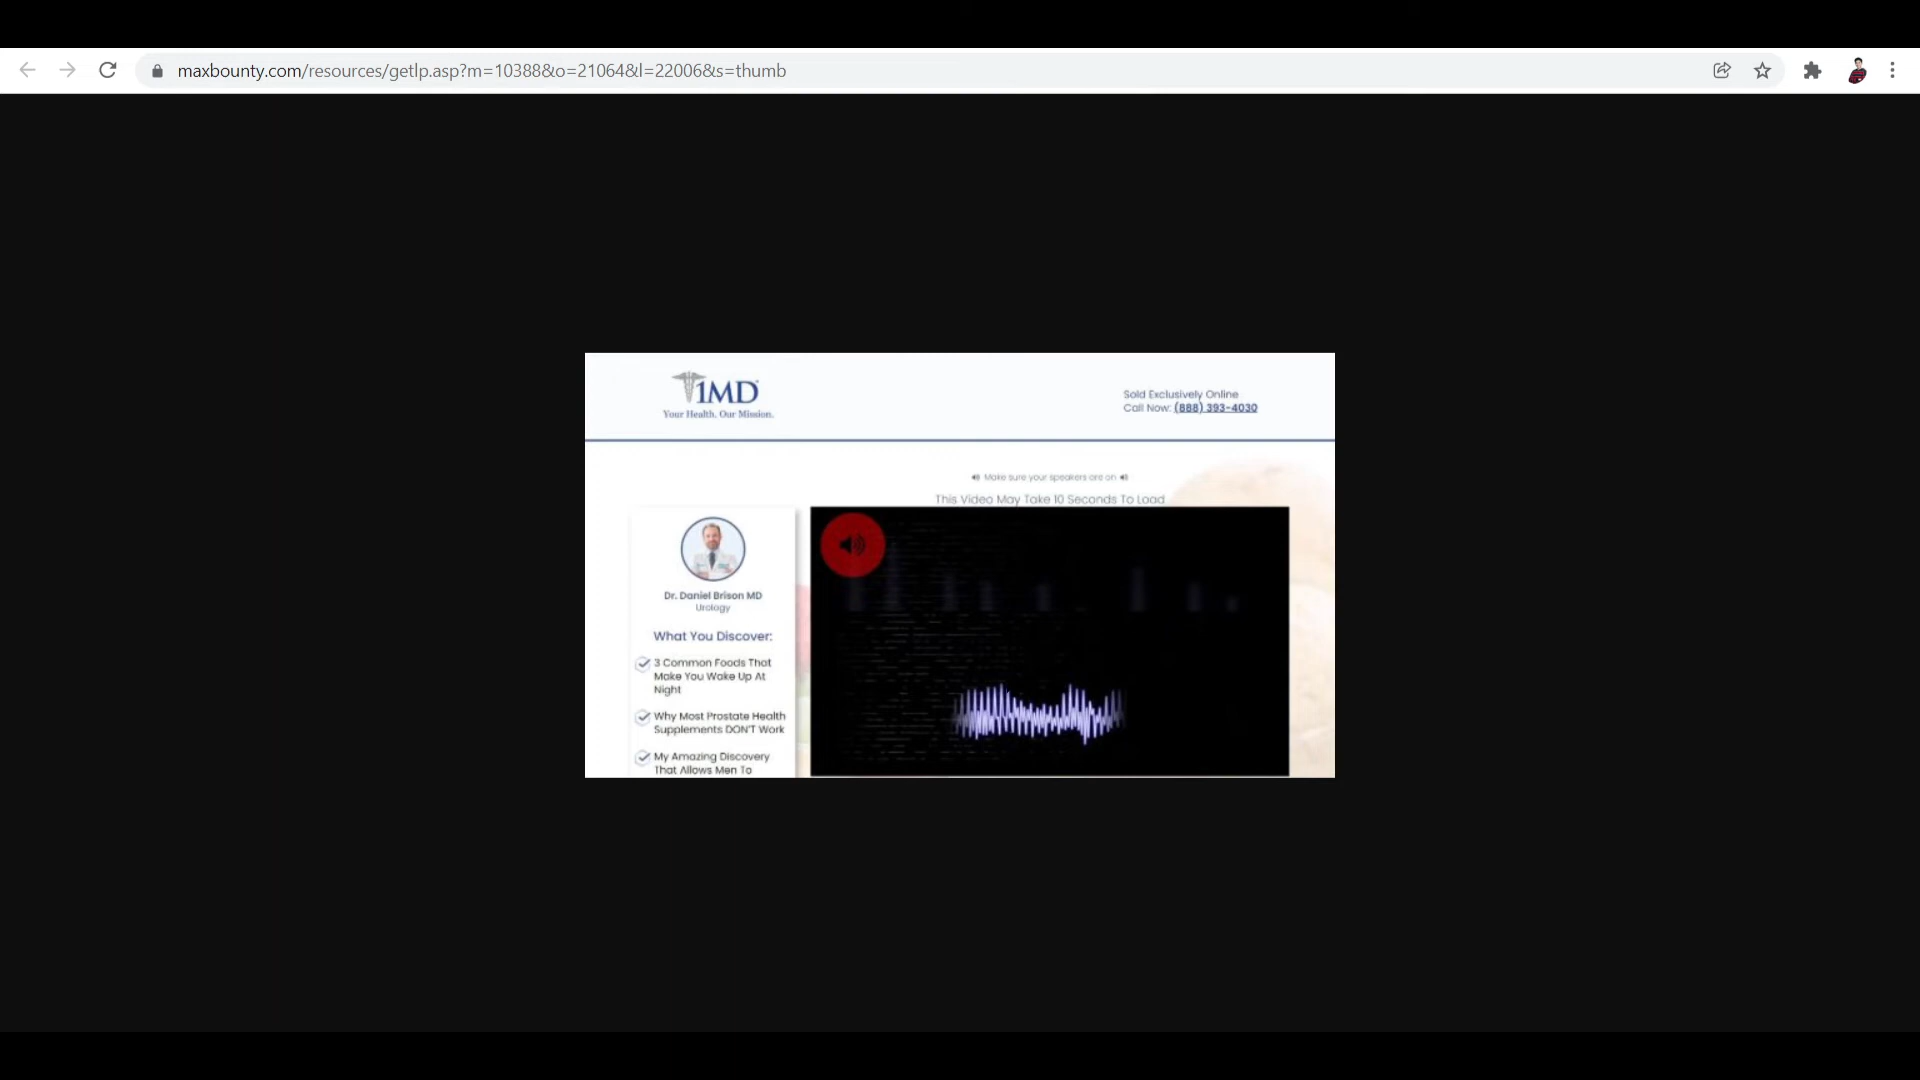 maxbounty.com/resources/getlp.asp?m=10388&o=21064&l=22006&s=thumb
1MD
Your Health. Our Mission.
Sold Exclusively Online
Call Now: (888) 393-4030
Make sure your speakers are on
This Video May Take 10 Seconds To Load
Dr. Daniel Brison MD
Urology
What You Discover:
3 Common Foods That
Make You Wake Up At
Night
Why Most Prostate Health
Supplements DON'T Work
My Amazing Discovery
That Allows Men To